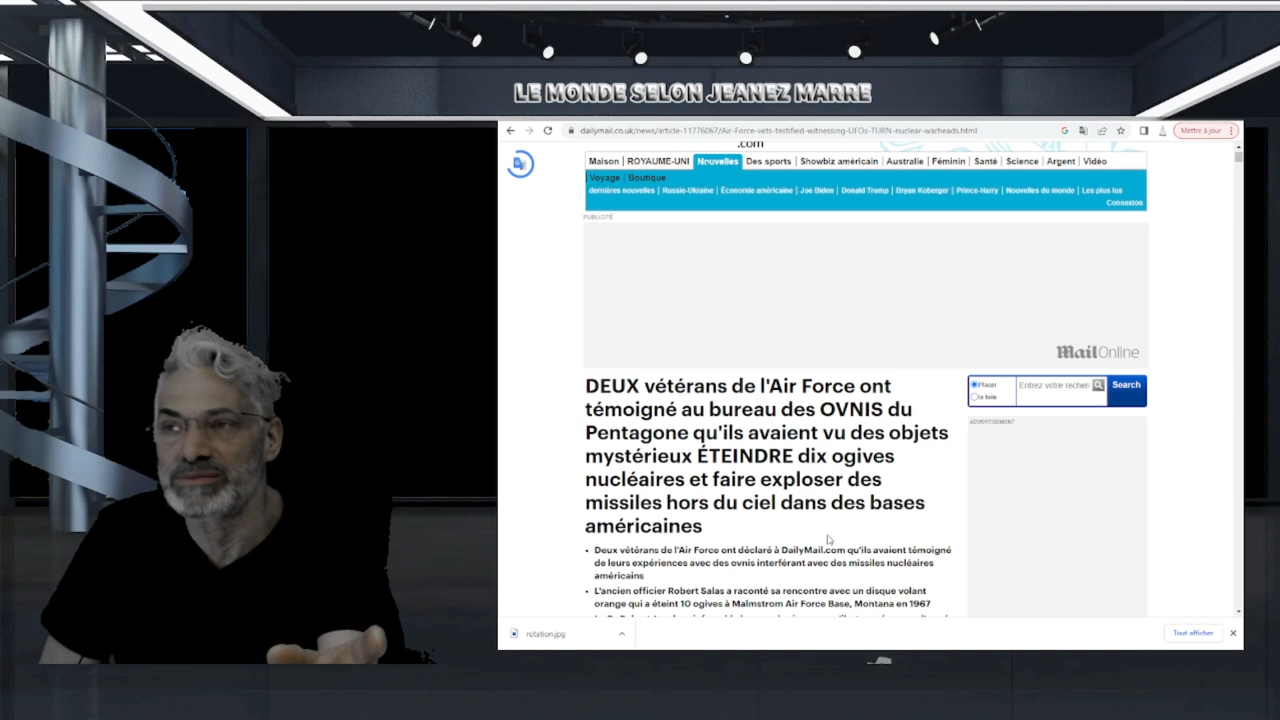 LE MONDE SELON JEANEZ MARRE
dailymail.co.uk/news/article-11776067/Air-Force-vets-testified-witnessing-UFOs-TURN-nuclear-warheads.html
Mettre à jour
.com
Maison | ROYAUME-UNI | Nouvelles | Des sports | Showbiz américain | Australie | Féminin | Santé | Science | Argent | Vidéo
Voyage | Boutique
dernières nouvelles | Russie-Ukraine | Économie américaine | Joe Biden | Donald Trump | Bryan Koberger | Prince-Harry | Nouvelles du monde | Les plus lus
Connexion
PUBLICITÉ
Mail Online
DEUX vétérans de l'Air Force ont
témoigné au bureau des OVNIS du
Pentagone qu'ils avaient vu des objets
mystérieux ÉTEINDRE dix ogives
nucléaires et faire exploser des
missiles hors du ciel dans des bases
américaines
Placer
la toile
Entrez votre recher
Search
ADVERTISEMENT
• Deux vétérans de l'Air Force ont déclaré à DailyMail.com qu'ils avaient témoigné
de leurs expériences avec des ovnis interférant avec des missiles nucléaires
américains
• L'ancien officier Robert Salas a raconté sa rencontre avec un disque volant
orange qui a éteint 10 ogives à Malmstrom Air Force Base, Montana en 1967
rotation.jpg
Tout afficher